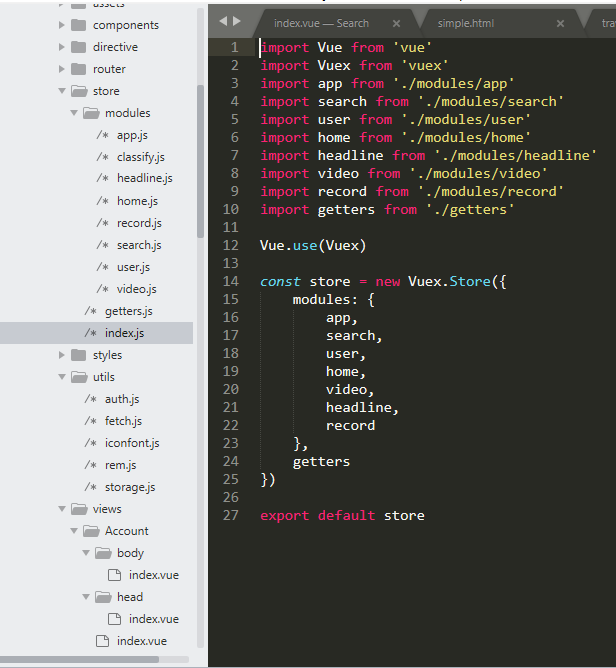 assets
components
directive
router
store
modules
/* app.js
/* classify.js
/* headline.js
/* home.js
/* record.js
/* search.js
/* user.js
/* video.js
/* getters.js
/* index.js
styles
utils
/* auth.js
/* fetch.js
/* iconfont.js
/* rem.js
/* storage.js
views
Account
body
index.vue
head
index.vue
index.vue
index.vue — Search
simple.html
1 import Vue from 'vue'
2 import Vuex from 'vuex'
3 import app from './modules/app'
4 import search from './modules/search'
5 import user from './modules/user'
6 import home from './modules/home'
7 import headline from './modules/headline'
8 import video from './modules/video'
9 import record from './modules/record'
10 import getters from './getters'
11
12 Vue.use(Vuex)
13
14 const store = new Vuex.Store({
15 modules: {
16 app,
17 search,
18 user,
19 home,
20 video,
21 headline,
22 record
23 },
24 getters
25 })
26
27 export default store